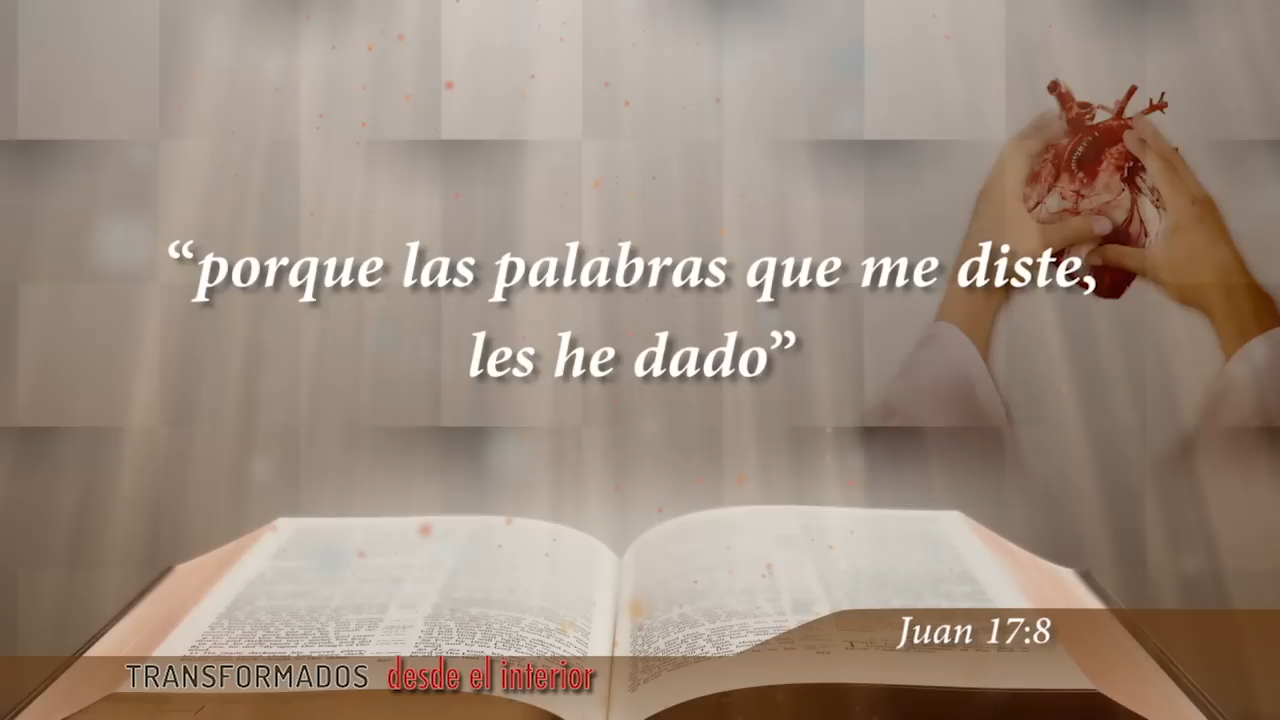 “porque las palabras que me diste,
les he dado”
Juan 17:8
TRANSFORMADOS desde el interior